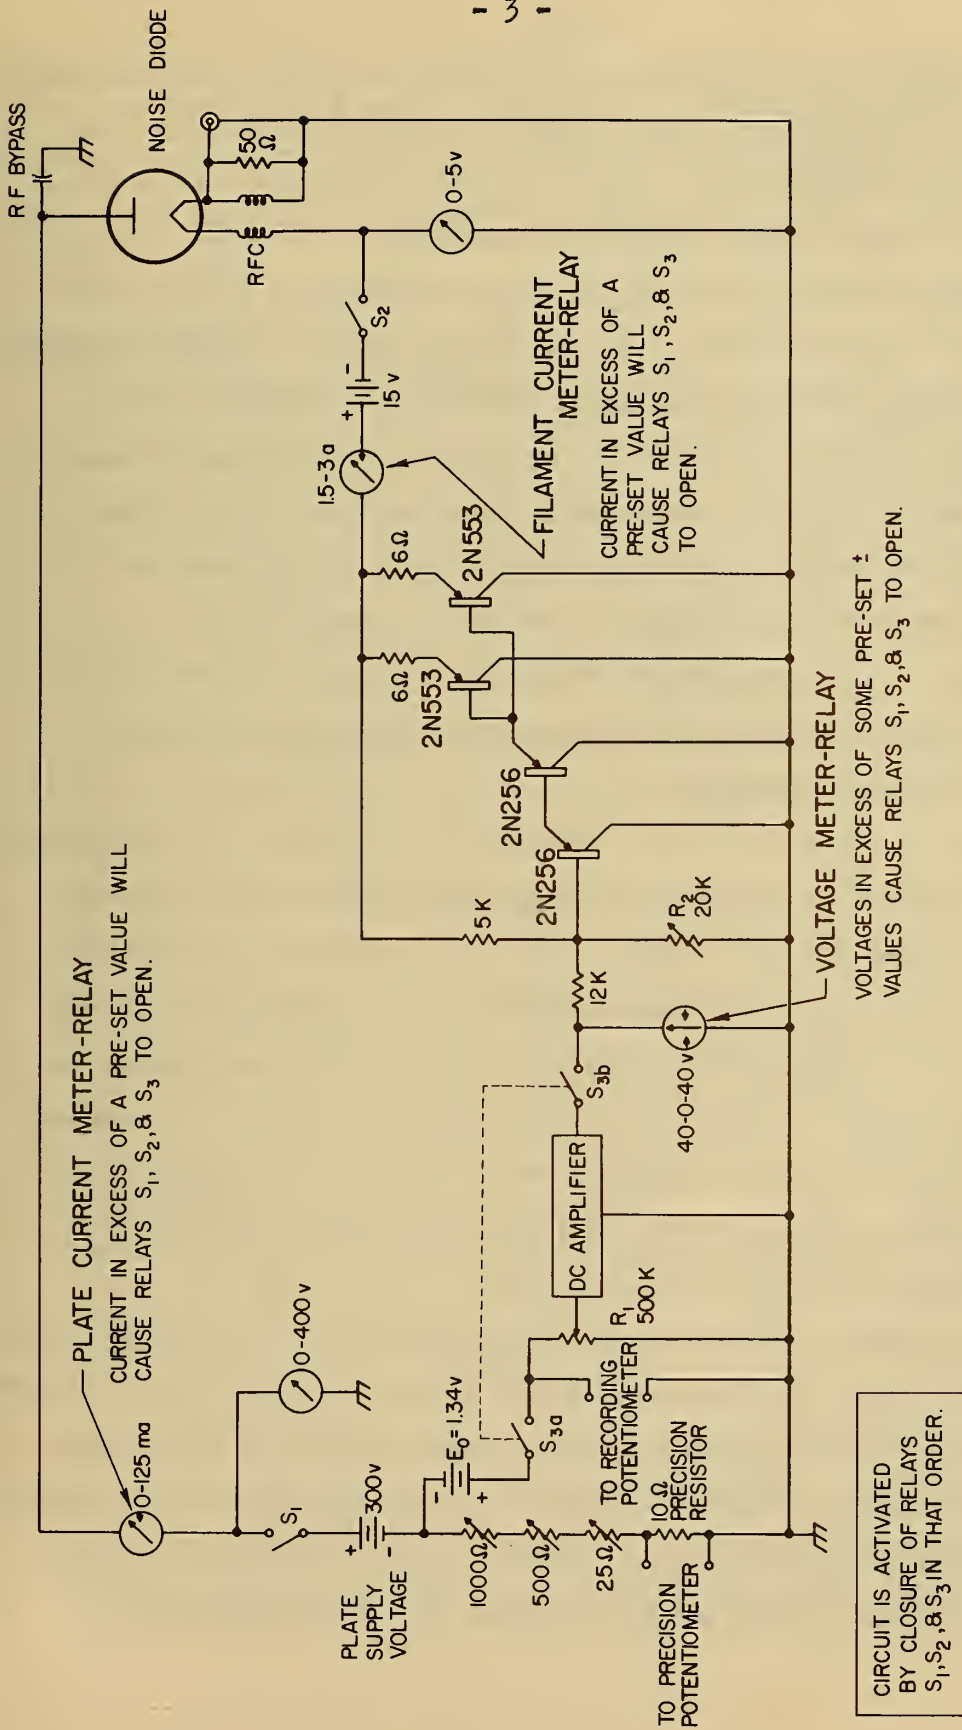 - 3 -
PLATE CURRENT METER-RELAY
CURRENT IN EXCESS OF A PRE-SET VALUE WILL
CAUSE RELAYS S₁, S₂, & S₃ TO OPEN.
0-125 ma
0-400 v
S₁
+ 300v -
PLATE
SUPPLY
VOLTAGE
- E₀ = 1.34v +
S₃ₐ
1000Ω
500Ω
25Ω
10 Ω
PRECISION
RESISTOR
TO PRECISION
POTENTIOMETER
TO RECORDING
POTENTIOMETER
R₁
500 K
DC AMPLIFIER
S₃b
40-0-40 v
12K
5 K
R₂
20K
2N256
2N256
2N553
2N553
6Ω
6Ω
1.5-3 a
+ -
15 v
S₂
RF BYPASS
NOISE DIODE
50
Ω
RFC
0-5v
FILAMENT CURRENT
METER-RELAY
CURRENT IN EXCESS OF A
PRE-SET VALUE WILL
CAUSE RELAYS S₁, S₂, & S₃
TO OPEN.
VOLTAGE METER-RELAY
VOLTAGES IN EXCESS OF SOME PRE-SET ±
VALUES CAUSE RELAYS S₁, S₂, & S₃ TO OPEN.
CIRCUIT IS ACTIVATED
BY CLOSURE OF RELAYS
S₁, S₂, & S₃ IN THAT ORDER.